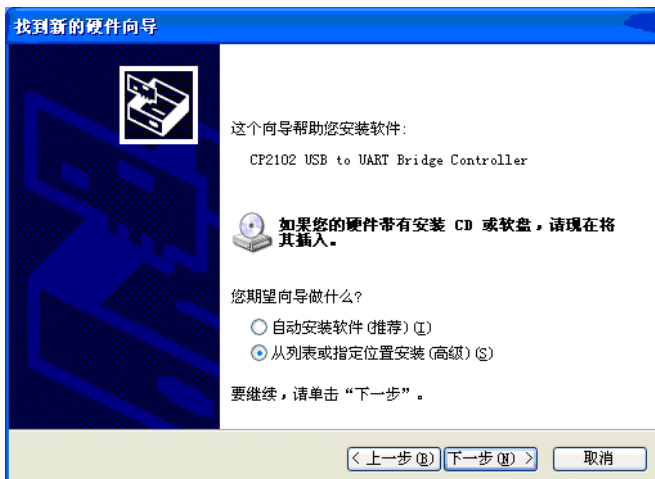 找到新的硬件向导
这个向导帮助您安装软件:
CP2102 USB to UART Bridge Controller
如果您的硬件带有安装 CD 或软盘，请现在将
其插入。
您期望向导做什么?
自动安装软件(推荐)(I)
从列表或指定位置安装(高级)(S)
要继续，请单击“下一步”。
< 上一步(B)
下一步(N) >
取消